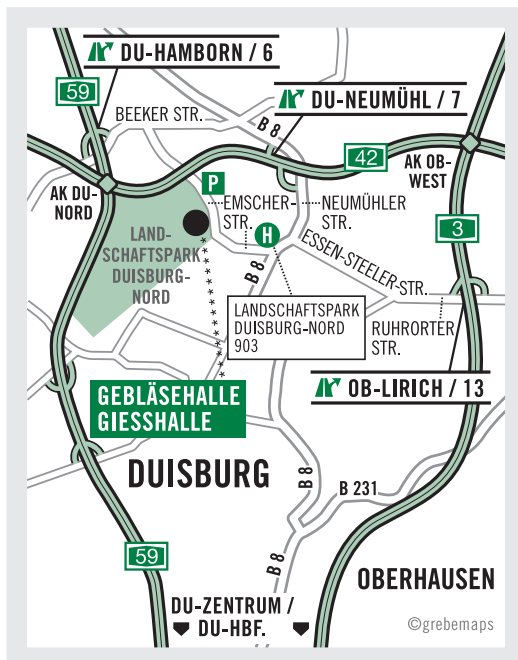 DU-HAMBORN / 6
59
DU-NEUMÜHL / 7
BEEKER STR.
B 8
42
AK OB-
WEST
AK DU-
NORD
P
EMSCHER-
STR.
NEUMÜHLER
STR.
3
H
LAND-
SCHAFTSPARK
DUISBURG-
NORD
ESSEN-STEELER-STR.
B 8
LANDSCHAFTSPARK
DUISBURG-NORD
903
RUHRORTER
STR.
GEBLÄSEHALLE
GIESSHALLE
OB-LIRICH / 13
DUISBURG
B 8
B 231
59
B 8
OBERHAUSEN
DU-ZENTRUM /
DU-HBF.
©grebemaps